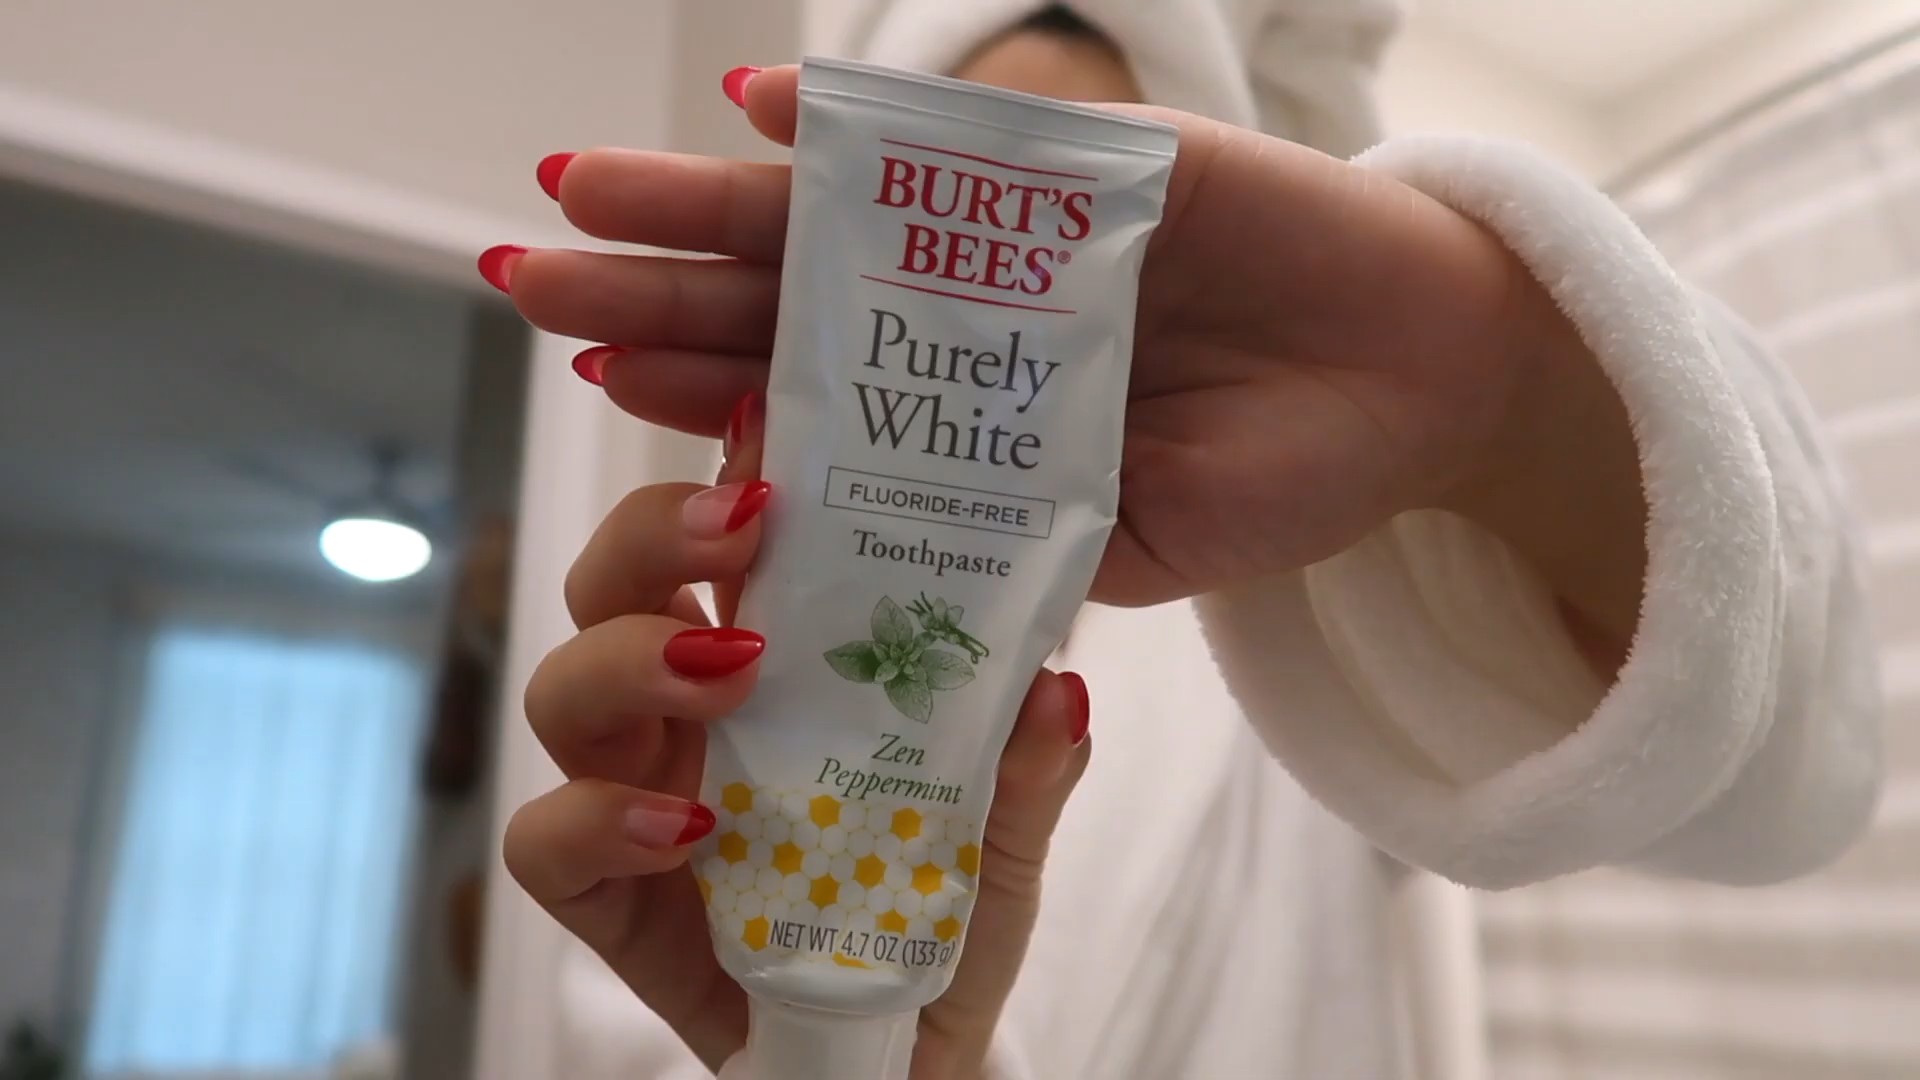 BURT'S
BEES®
Purely
White
FLUORIDE-FREE
Toothpaste
Zen
Peppermint
NET WT 4.7 OZ (133 g)